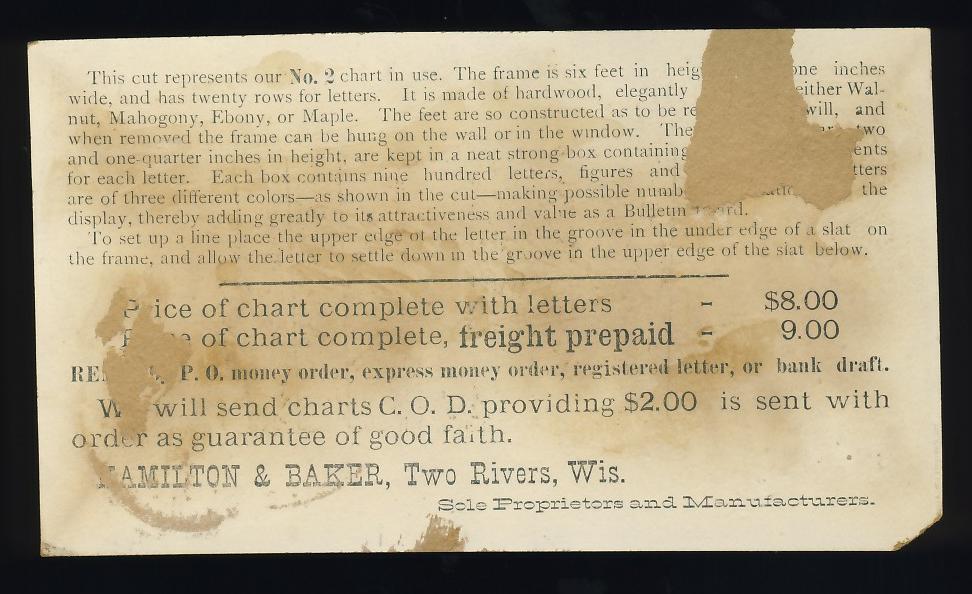 This cut represents our No. 2 chart in use. The frame is six feet in one inches
wide, and has twenty rows for letters. It is made of hardwood, elegantly either Wal-
nut, Mahogony, Ebony, or Maple. The feet are so constructed as to be will, and
when removed the frame can be hung on the wall or in the window. two
and one-quarter inches in height, are kept in a neat strong box containing
for each letter. Each box contains nine hundred letters, figures and
are of three different colors—as shown in the cut—making possible the
display, thereby adding greatly to its attractiveness and value as a Bulletin
To set up a line place the upper edge of the letter in the groove in the under edge of a slat on
the frame, and allow the letter to settle down in the groove in the upper edge of the slat below.
Price of chart complete with letters - $8.00
of chart complete, freight prepaid - 9.00
P. O. money order, express money order, registered letter, or bank draft.
We will send charts C. O. D. providing $2.00 is sent with
order as guarantee of good faith.
HAMILTON & BAKER, Two Rivers, Wis.
Sole Proprietors and Manufacturers.